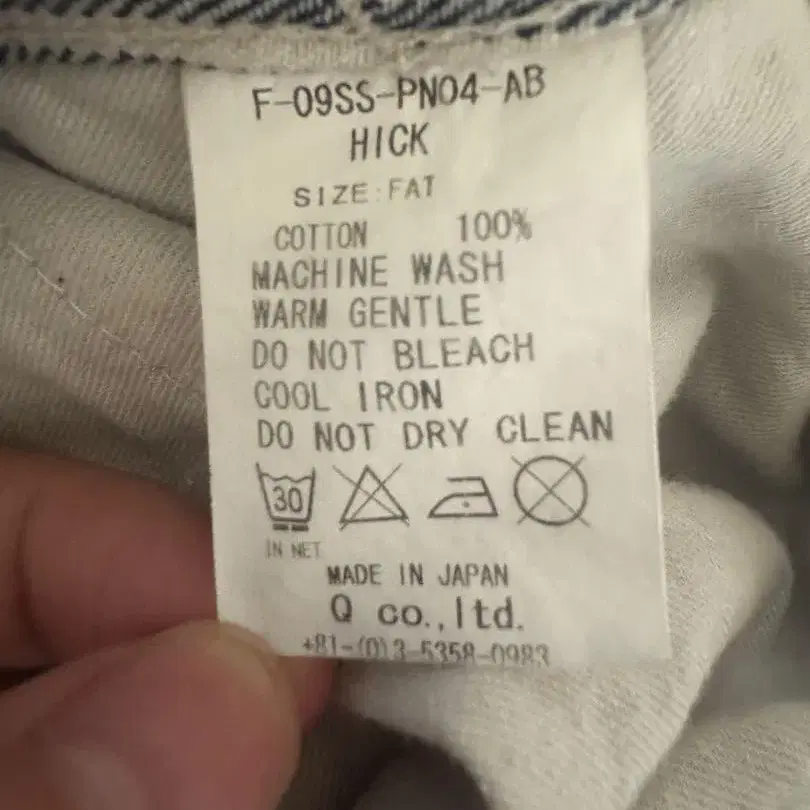 F-09SS-PN04-AB
HICK
SIZE:FAT
COTTON 100%
MACHINE WASH
WARM GENTLE
DO NOT BLEACH
COOL IRON
DO NOT DRY CLEAN
30
IN NET
MADE IN JAPAN
Q co.,ltd.
+81-(0)3-5358-0983